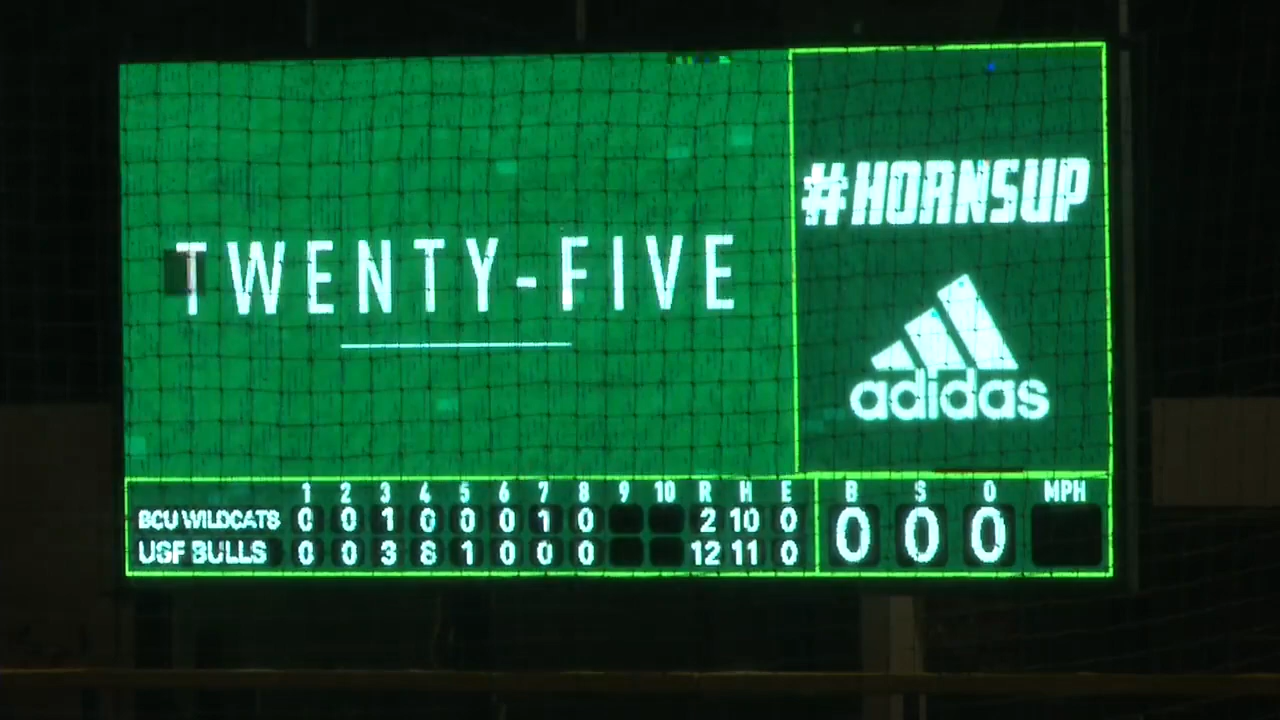 TWENTY-FIVE
#HORNSUP
adidas
1 2 3 4 5 6 7 8 9 10 R H E
BCU WILDCATS 0 0 1 0 0 0 1 0 2 10 0
USF BULLS 0 0 3 8 1 0 0 0 12 11 0
B S O MPH
0 0 0